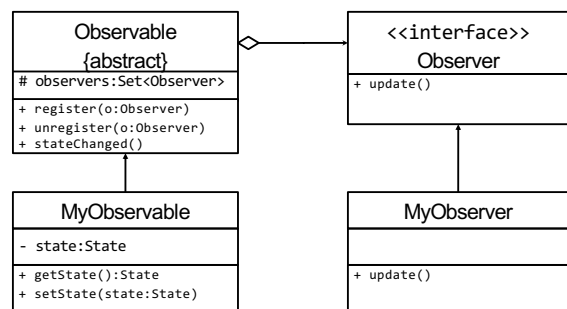 Observable
{abstract}
# observers:Set<Observer>
+ register(o:Observer)
+ unregister(o:Observer)
+ stateChanged()
<<interface>>
Observer
+ update()
MyObservable
- state:State
+ getState():State
+ setState(state:State)
MyObserver
+ update()